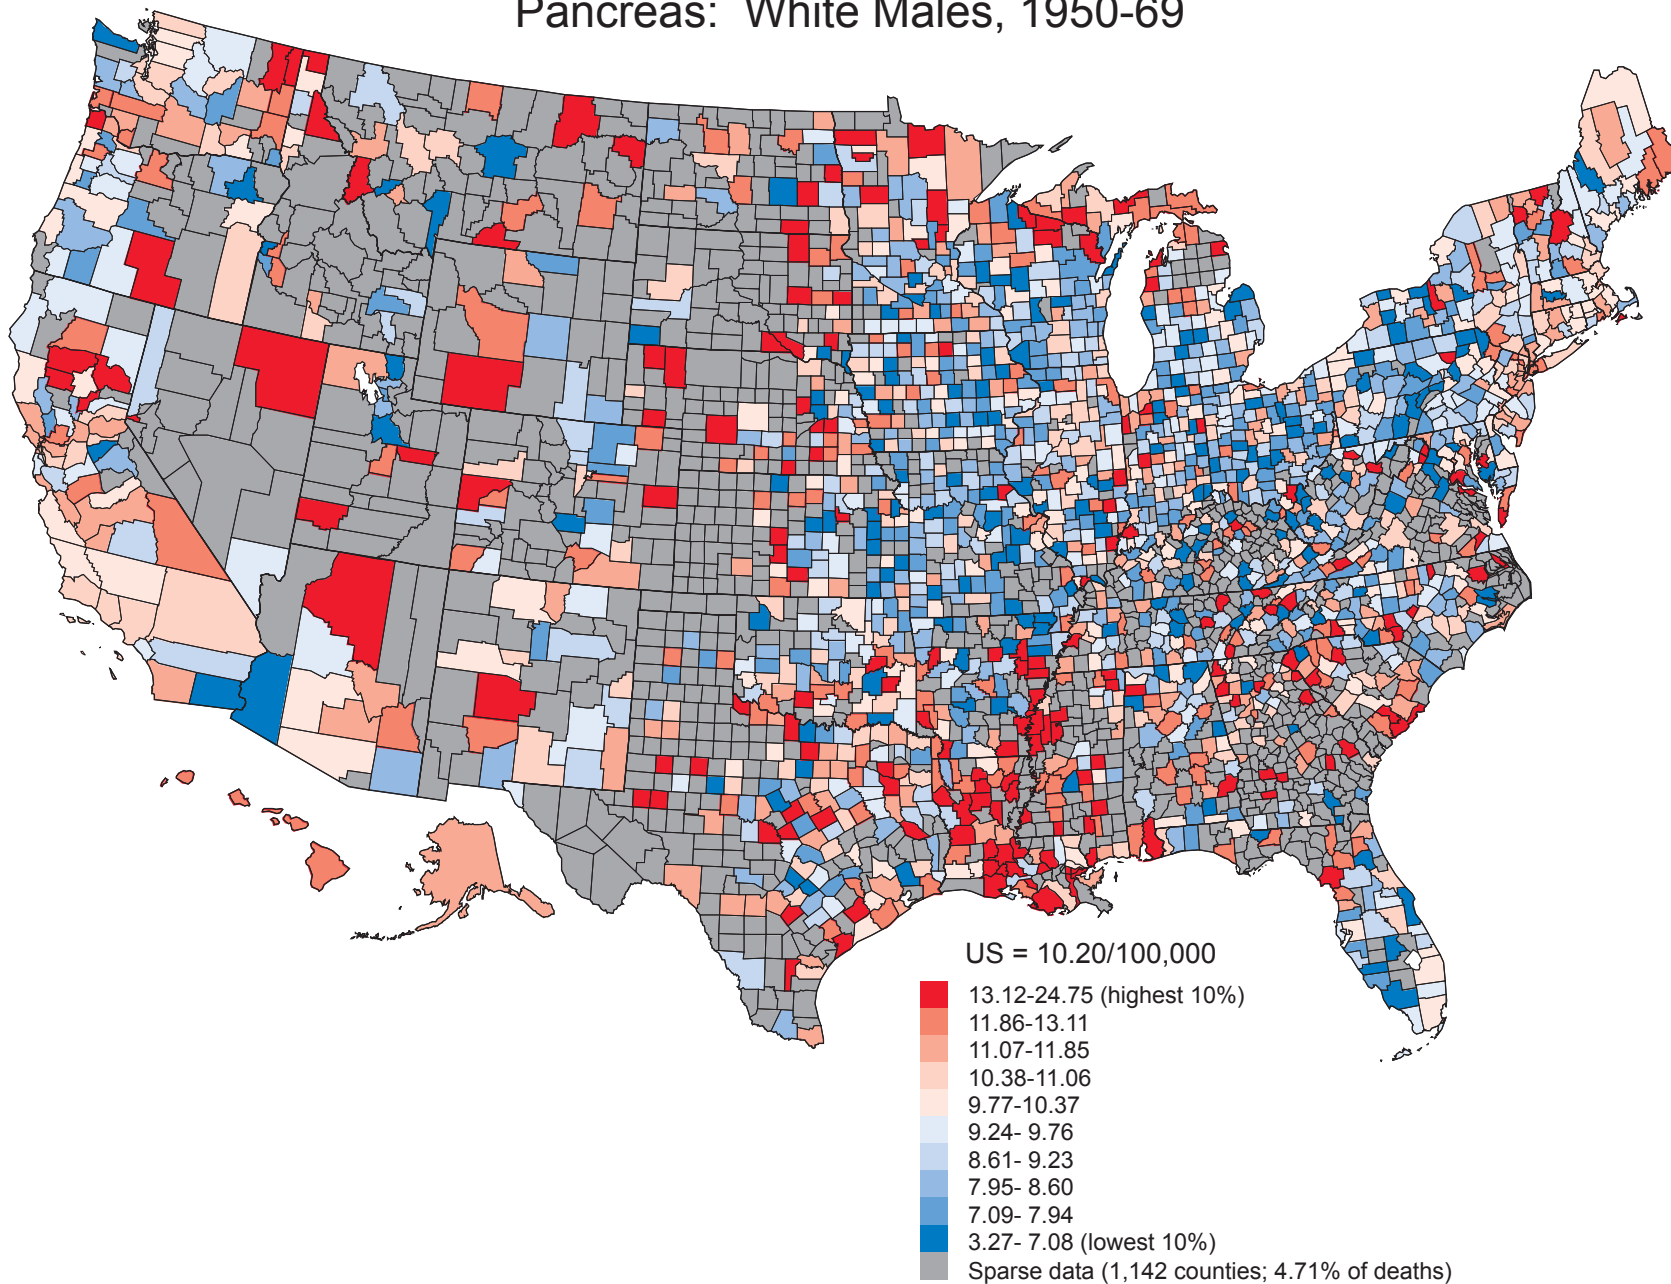 Pancreas: White Males, 1950-69
US = 10.20/100,000
13.12-24.75 (highest 10%)
11.86-13.11
11.07-11.85
10.38-11.06
9.77-10.37
9.24- 9.76
8.61- 9.23
7.95- 8.60
7.09- 7.94
3.27- 7.08 (lowest 10%)
Sparse data (1,142 counties; 4.71% of deaths)